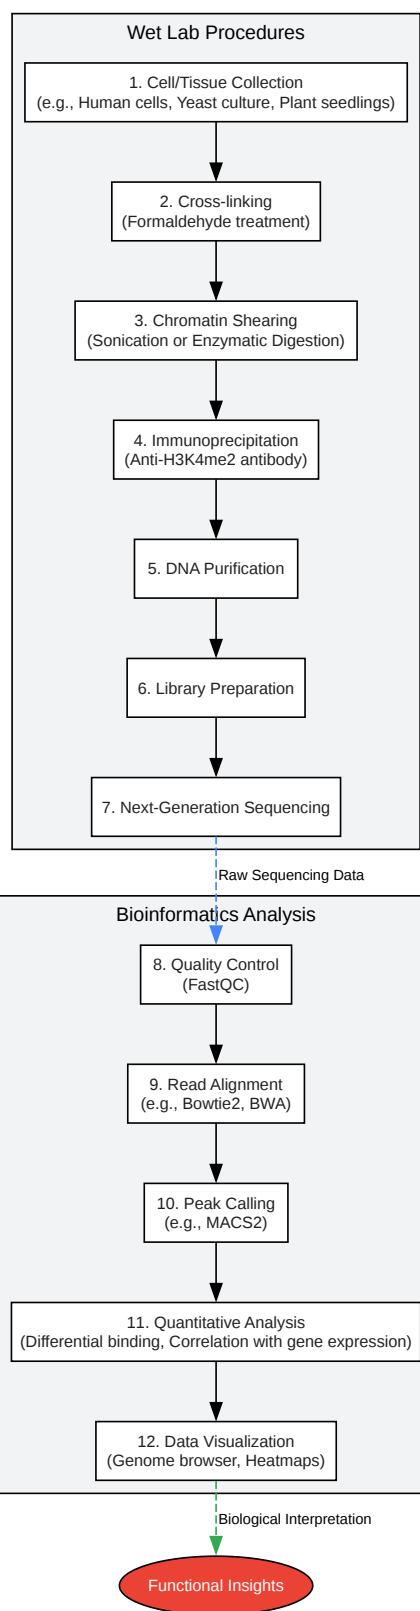 Wet Lab Procedures
1. Cell/Tissue Collection
(e.g., Human cells, Yeast culture, Plant seedlings)
2. Cross-linking
(Formaldehyde treatment)
3. Chromatin Shearing
(Sonication or Enzymatic Digestion)
4. Immunoprecipitation
(Anti-H3K4me2 antibody)
5. DNA Purification
6. Library Preparation
7. Next-Generation Sequencing
Raw Sequencing Data
Bioinformatics Analysis
8. Quality Control
(FastQC)
9. Read Alignment
(e.g., Bowtie2, BWA)
10. Peak Calling
(e.g., MACS2)
11. Quantitative Analysis
(Differential binding, Correlation with gene expression)
12. Data Visualization
(Genome browser, Heatmaps)
Biological Interpretation
Functional Insights